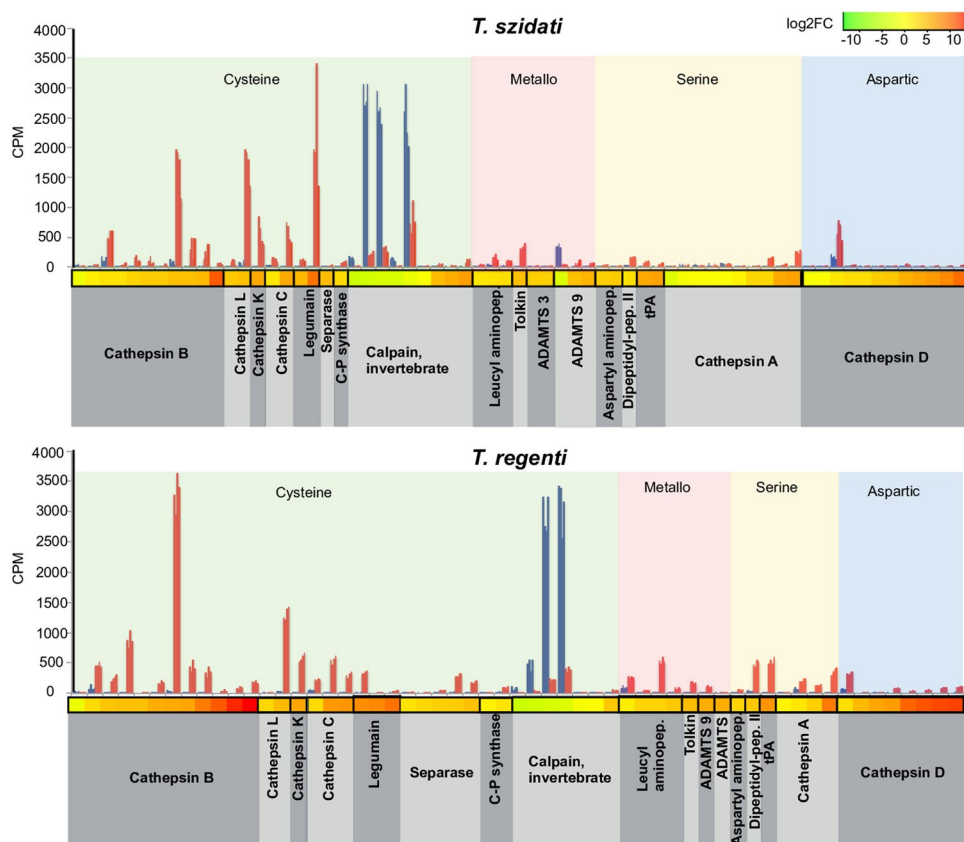 T. szidati
log2FC
-10 -5 0 5 10
4000
3500
3000
2500
2000
1500
1000
500
0
CPM
Cysteine
Metallo
Serine
Aspartic
Cathepsin B
Cathepsin L
Cathepsin K
Cathepsin C
Legumain
Separase
C-P synthase
Calpain,
invertebrate
Leucyl aminopep.
Tolkin
ADAMTS 3
ADAMTS 9
Aspartyl aminopep.
Dipeptidyl-pep. II
tPA
Cathepsin A
Cathepsin D
T. regenti
4000
3500
3000
2500
2000
1500
1000
500
0
CPM
Cysteine
Metallo
Serine
Aspartic
Cathepsin B
Cathepsin L
Cathepsin K
Cathepsin C
Legumain
Separase
C-P synthase
Calpain,
invertebrate
Leucyl
aminopep.
Tolkin
ADAMTS 9
ADAMTS
Aspartyl aminopep.
Dipeptidyl-pep. II
tPA
Cathepsin A
Cathepsin D